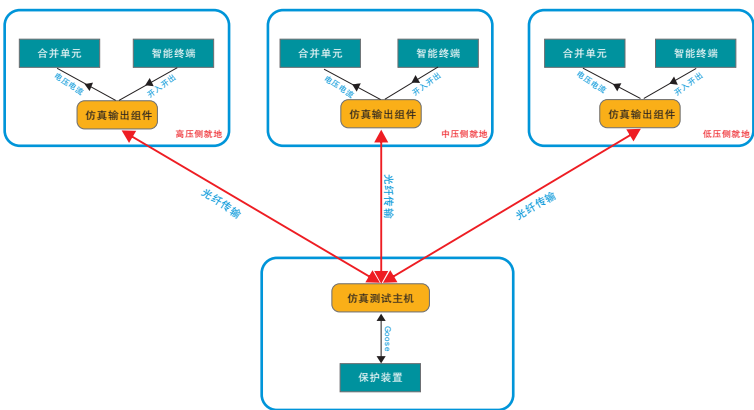 合并单元
智能终端
电压电流
开入开出
仿真输出组件
高压侧就地
合并单元
智能终端
电压电流
开入开出
仿真输出组件
中压侧就地
合并单元
智能终端
电压电流
开入开出
仿真输出组件
低压侧就地
光纤传输
光纤传输
光纤传输
仿真测试主机
Goose
保护装置